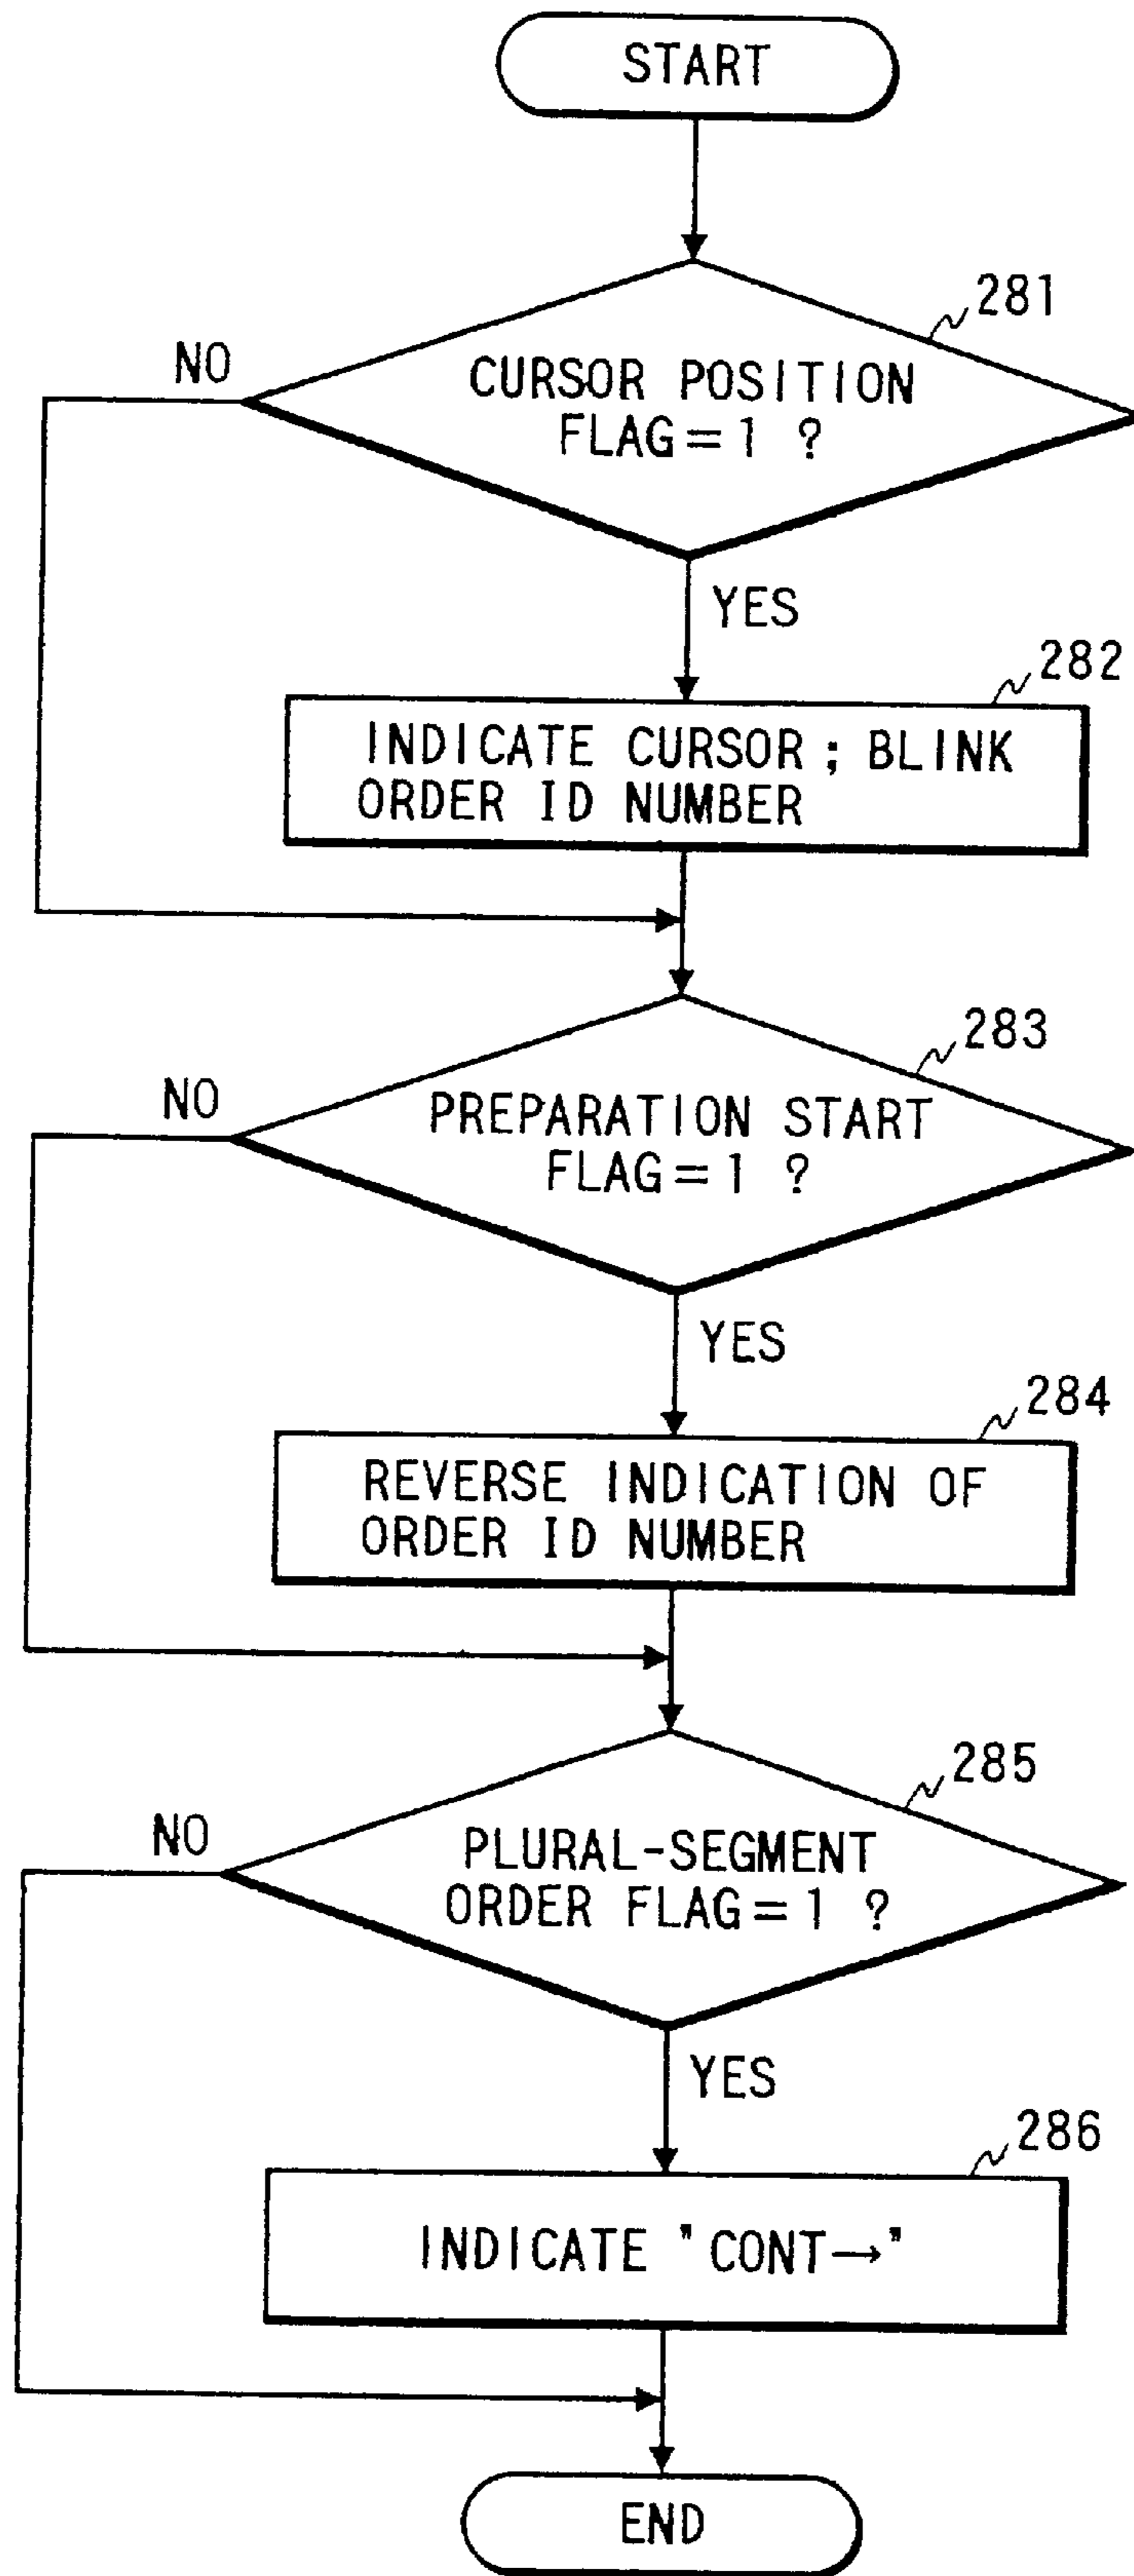 START
281
NO
CURSOR POSITION
FLAG=1 ?
YES
282
INDICATE CURSOR; BLINK
ORDER ID NUMBER
283
NO
PREPARATION START
FLAG=1 ?
YES
284
REVERSE INDICATION OF
ORDER ID NUMBER
285
NO
PLURAL-SEGMENT
ORDER FLAG=1 ?
YES
286
INDICATE "CONT→"
END